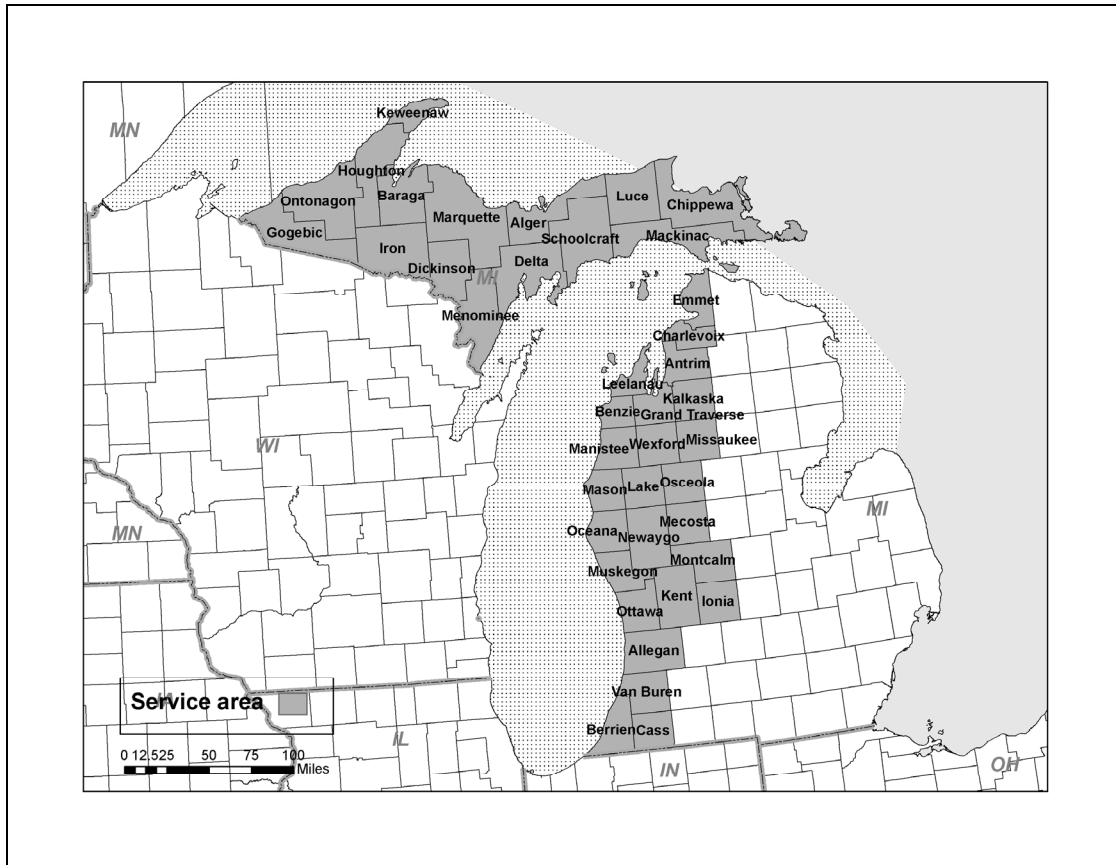 MN
Keweenaw
Houghton
Baraga
Ontonagon
Marquette
Alger
Luce
Chippewa
Gogebic
Iron
Schoolcraft
Mackinac
Dickinson
Delta
MI
Menominee
Emmet
Charlevoix
Antrim
Leelanau
Kalkaska
Benzie
Grand Traverse
WI
Manistee
Wexford
Missaukee
Mason
Lake
Osceola
MI
MN
Oceana
Mecosta
Newaygo
Montcalm
Muskegon
Kent
Ionia
Ottawa
Allegan
IA
Service area
Van Buren
Berrien
Cass
IL
IN
OH
0 12.525 50 75 100
Miles